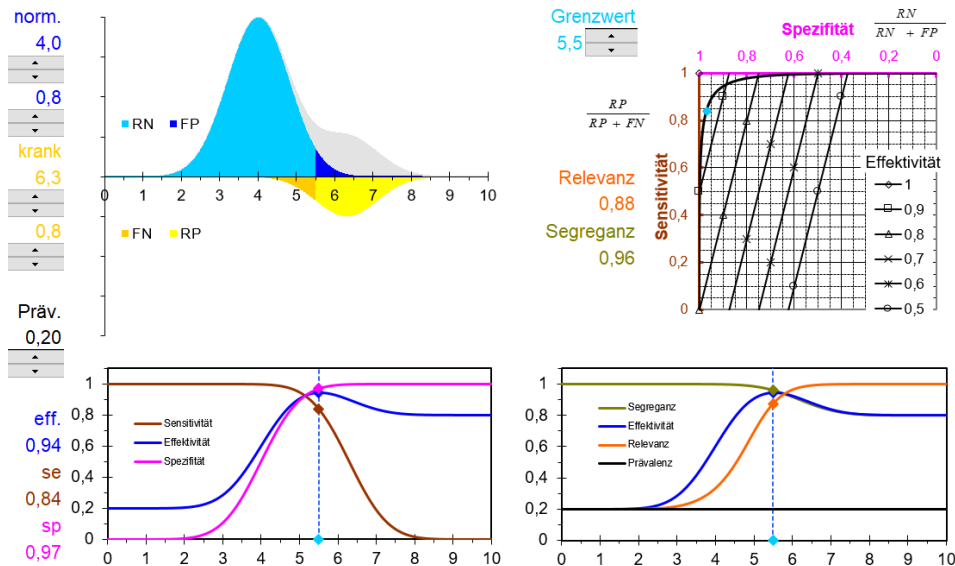 norm.
4,0
0,8
krank
6,3
0,8
Präv.
0,20
eff.
0,94
se
0,84
sp
0,97
RN FP
0 1 2 3 4 5 6 7 8 9 10
FN RP
Grenzwert
5,5
Spezifität
RN
RN + FP
1 0,8 0,6 0,4 0,2 0
RP
RP + FN
Relevanz
0,88
Segreganz
0,96
Sensitivität
1
0,8
0,6
0,4
0,2
0
Effektivität
1
0,9
0,8
0,7
0,6
0,5
1
0,8
0,6
0,4
0,2
0
Sensitivität
Effektivität
Spezifität
0 1 2 3 4 5 6 7 8 9 10
1
0,8
0,6
0,4
0,2
0
Segreganz
Effektivität
Relevanz
Prävalenz
0 1 2 3 4 5 6 7 8 9 10